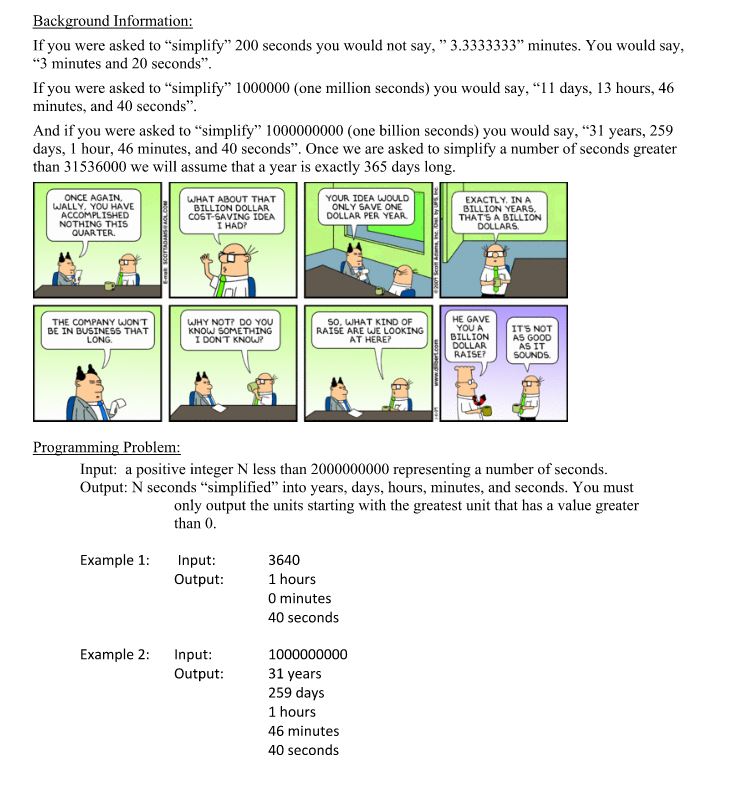 Background Information:
If you were asked to “simplify” 200 seconds you would not say, ” 3.3333333” minutes. You would say,
“3 minutes and 20 seconds”.
If you were asked to “simplify” 1000000 (one million seconds) you would say, “11 days, 13 hours, 46
minutes, and 40 seconds”.
And if you were asked to “simplify” 1000000000 (one billion seconds) you would say, “31 years, 259
days, 1 hour, 46 minutes, and 40 seconds”. Once we are asked to simplify a number of seconds greater
than 31536000 we will assume that a year is exactly 365 days long.
ONCE AGAIN,
WALLY, YOU HAVE
ACCOMPLISHED
NOTHING THIS
QUARTER.
E-mail: SCOTTADAMS@AOL.COM
WHAT ABOUT THAT
BILLION DOLLAR
COST-SAVING IDEA
I HAD?
YOUR IDEA WOULD
ONLY SAVE ONE
DOLLAR PER YEAR.
Scott Adams, Inc./Dist. by UFS, Inc.
EXACTLY. IN A
BILLION YEARS,
THAT'S A BILLION
DOLLARS.
THE COMPANY WON'T
BE IN BUSINESS THAT
LONG.
WHY NOT? DO YOU
KNOW SOMETHING
I DON'T KNOW?
SO, WHAT KIND OF
RAISE ARE WE LOOKING
AT HERE?
www.dilbert.com
HE GAVE
YOU A
BILLION
DOLLAR
RAISE?
IT'S NOT
AS GOOD
AS IT
SOUNDS.
Programming Problem:
Input: a positive integer N less than 2000000000 representing a number of seconds.
Output: N seconds “simplified” into years, days, hours, minutes, and seconds. You must
only output the units starting with the greatest unit that has a value greater
than 0.
Example 1: Input: 3640
Output: 1 hours
0 minutes
40 seconds
Example 2: Input: 1000000000
Output: 31 years
259 days
1 hours
46 minutes
40 seconds